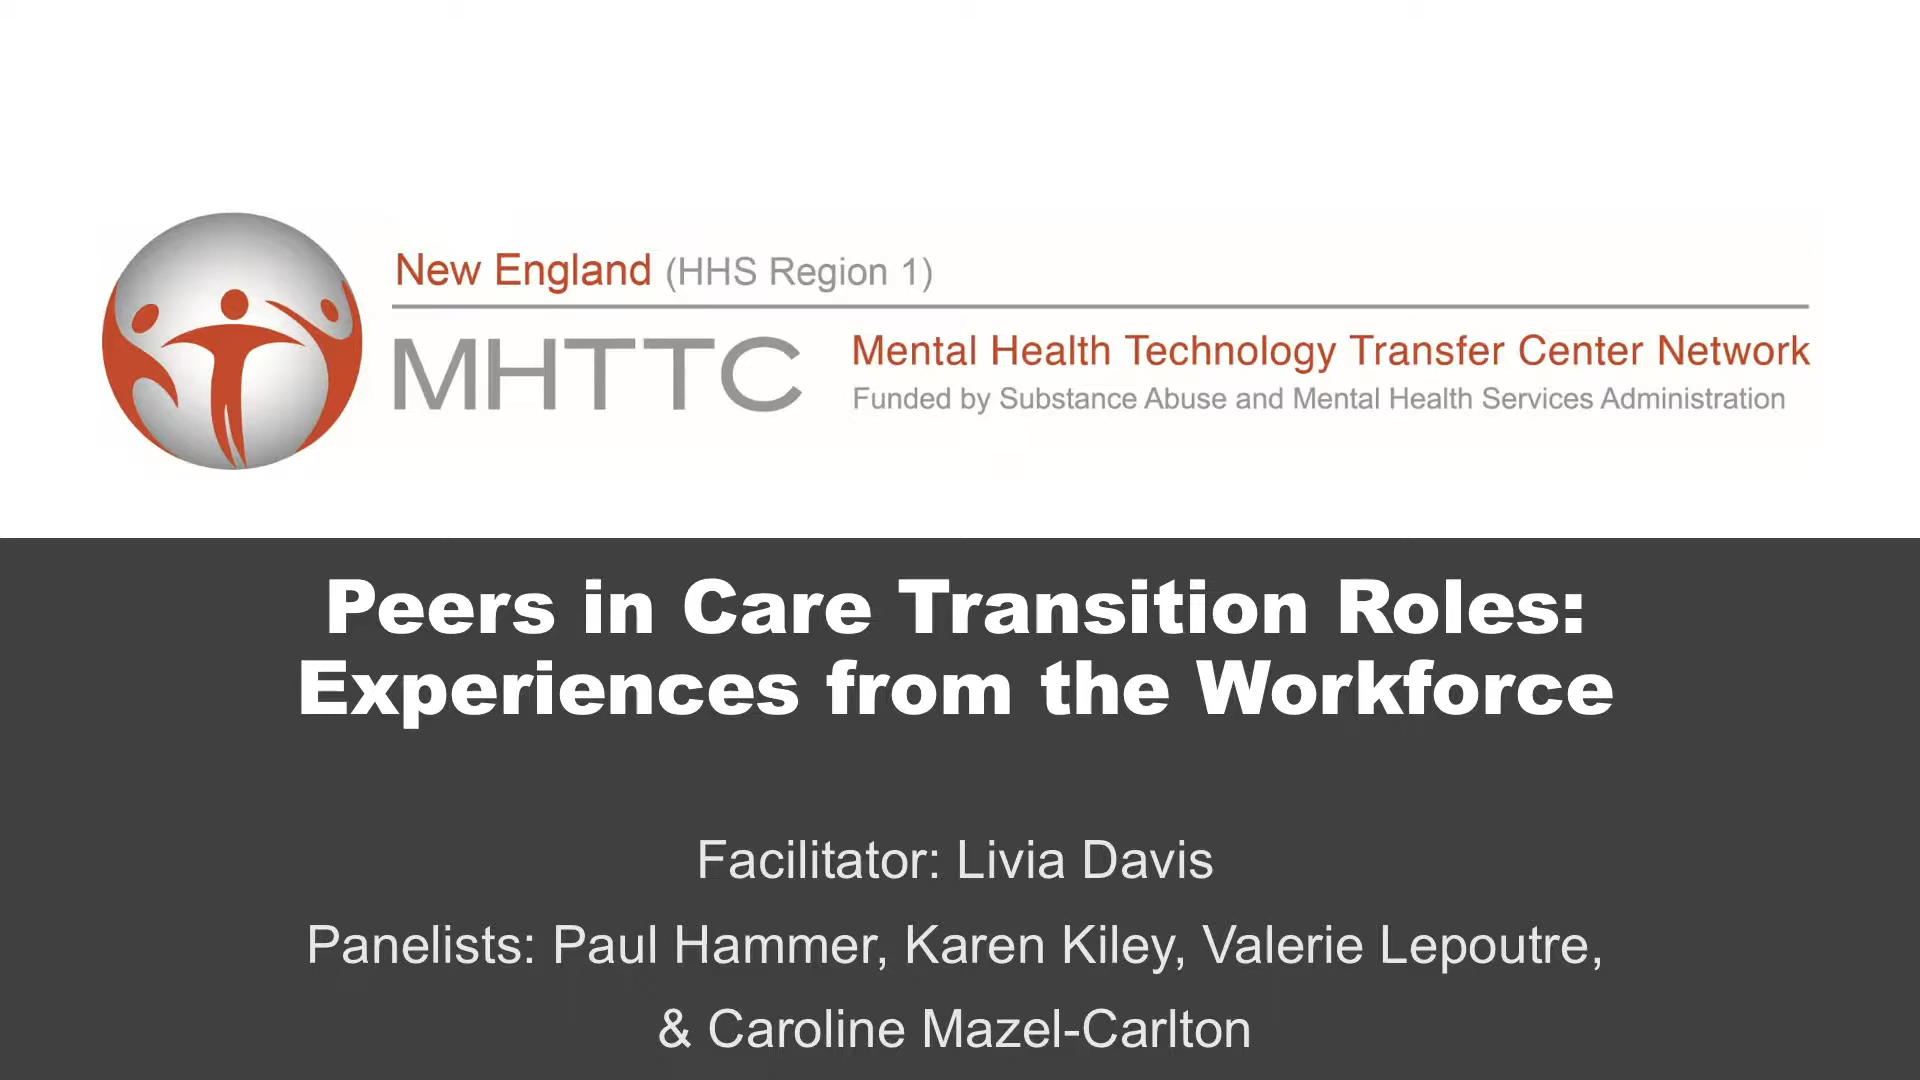 New England (HHS Region 1)
MHTTC
Mental Health Technology Transfer Center Network
Funded by Substance Abuse and Mental Health Services Administration
Peers in Care Transition Roles:
Experiences from the Workforce
Facilitator: Livia Davis
Panelists: Paul Hammer, Karen Kiley, Valerie Lepoutre,
& Caroline Mazel-Carlton